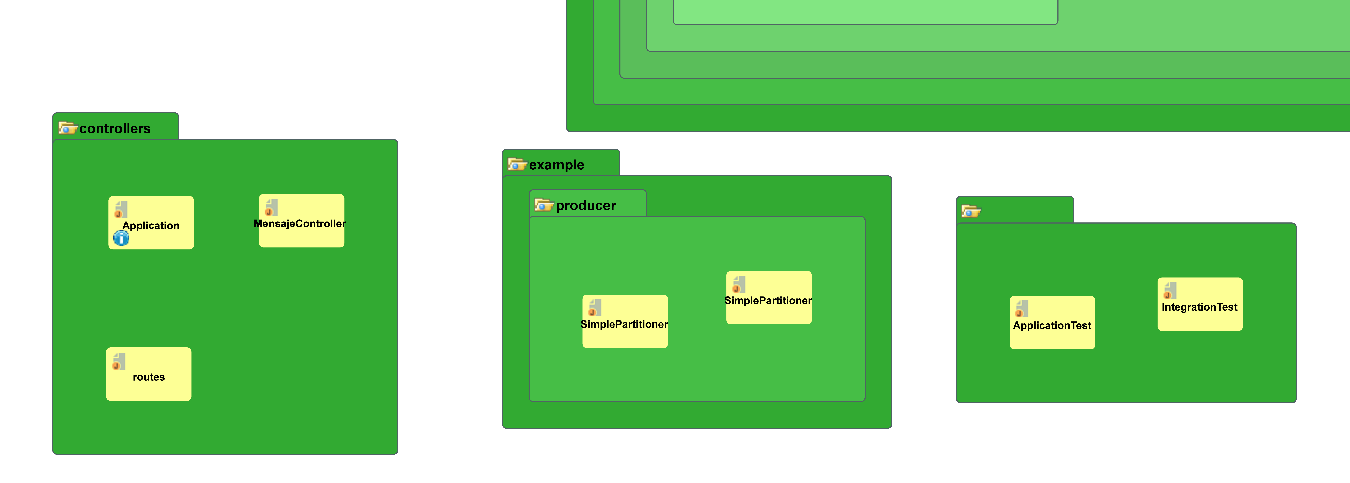 controllers
Application
MensajeController
routes
example
producer
SimplePartitioner
SimplePartitioner
ApplicationTest
IntegrationTest